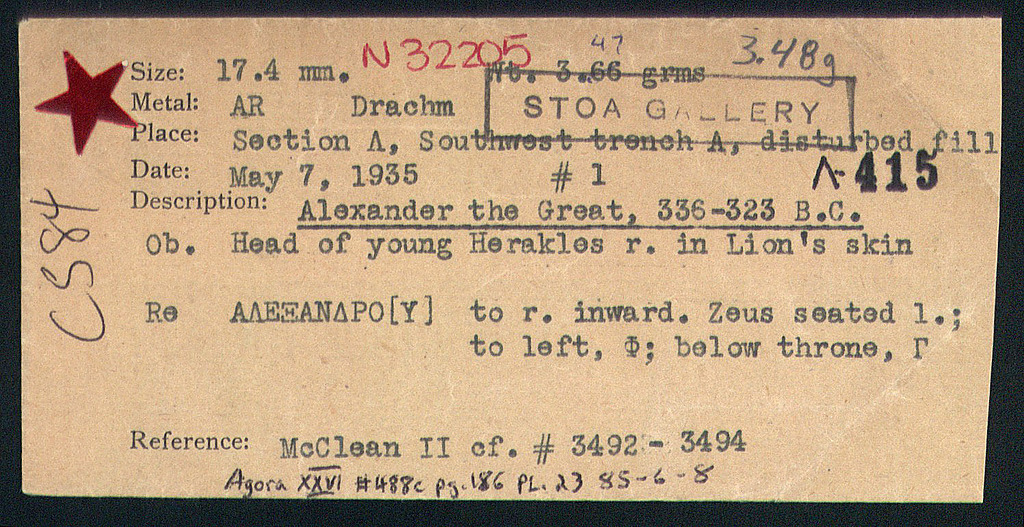 N 32205
47
3.48g
Size: 17.4 mm. Wt. 3.66 grms
Metal: AR Drachm
STOA GALLERY
Place: Section Λ, Southwest trench A, disturbed fill
Date: May 7, 1935 # 1 Λ-415
Description: Alexander the Great, 336-323 B.C.
Ob. Head of young Herakles r. in Lion's skin
CS84
Re ΑΛΕΞΑΝΔΡΟ[Υ] to r. inward. Zeus seated l.;
to left, Φ; below throne, Γ
Reference: McClean II cf. # 3492 - 3494
Agora XXVI #488c pg. 186 PL. 23 85-6-8